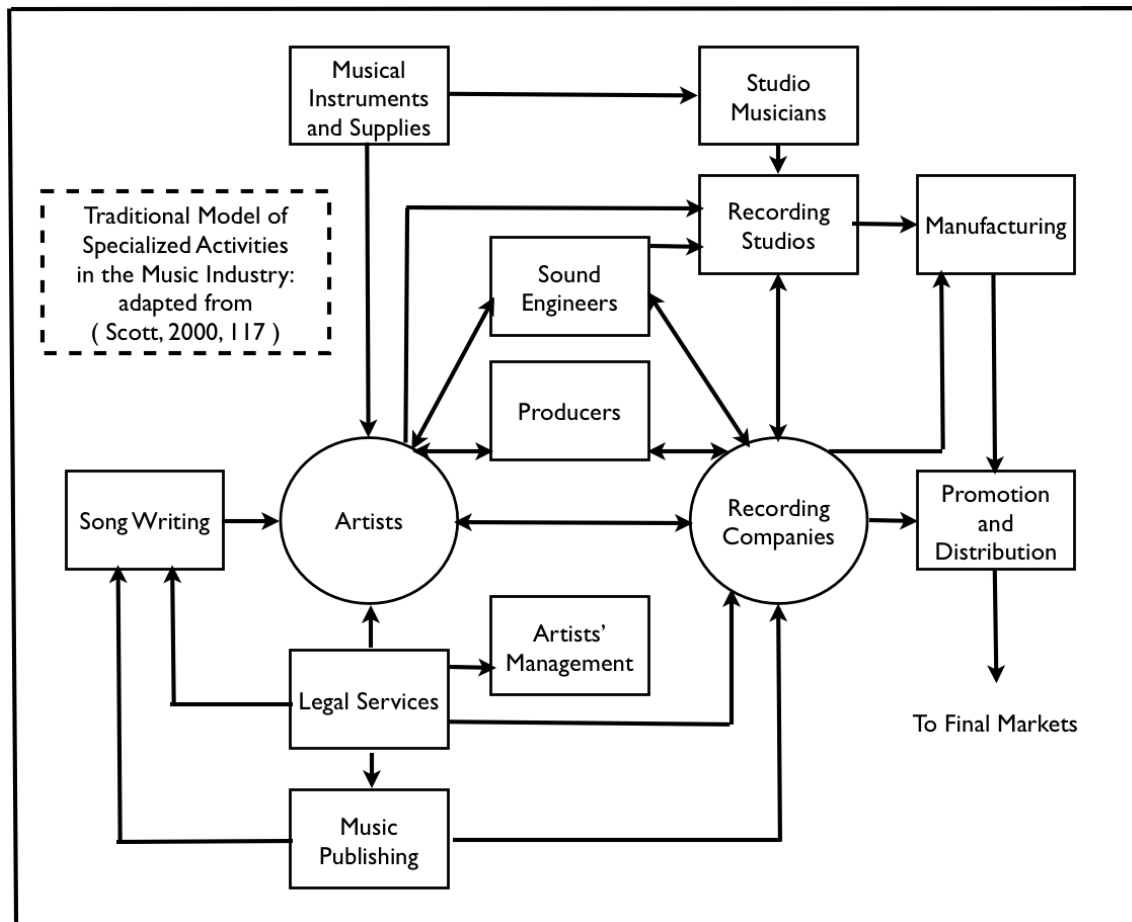 Musical
Instruments
and Supplies
Studio
Musicians
Traditional Model of
Specialized Activities
in the Music Industry:
adapted from
( Scott, 2000, 117 )
Recording
Studios
Manufacturing
Sound
Engineers
Producers
Song Writing
Artists
Recording
Companies
Promotion
and
Distribution
Artists’
Management
Legal Services
To Final Markets
Music
Publishing